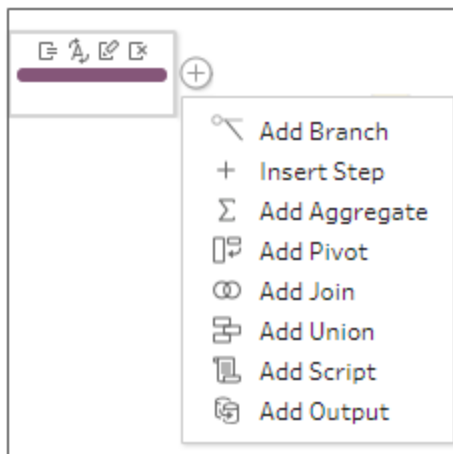 Add Branch
Insert Step
Add Aggregate
Add Pivot
Add Join
Add Union
Add Script
Add Output